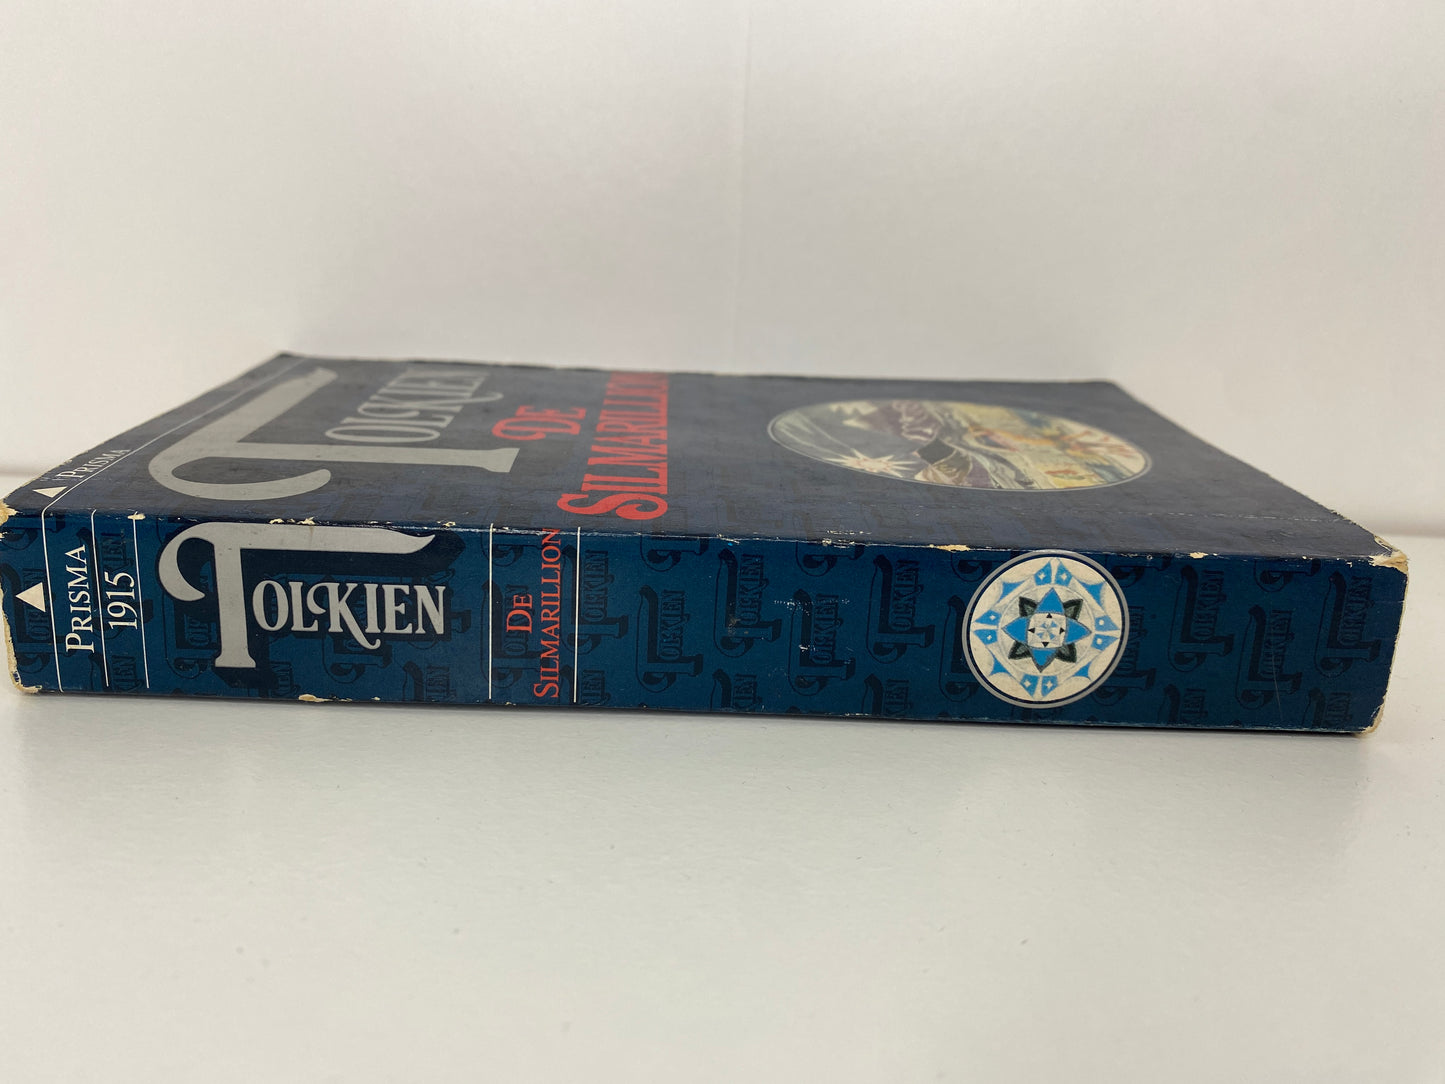 PRISMA
TOLKIEN
DE
SILMARILLION
PRISMA
1915
TOLKIEN
DE
SILMARILLION